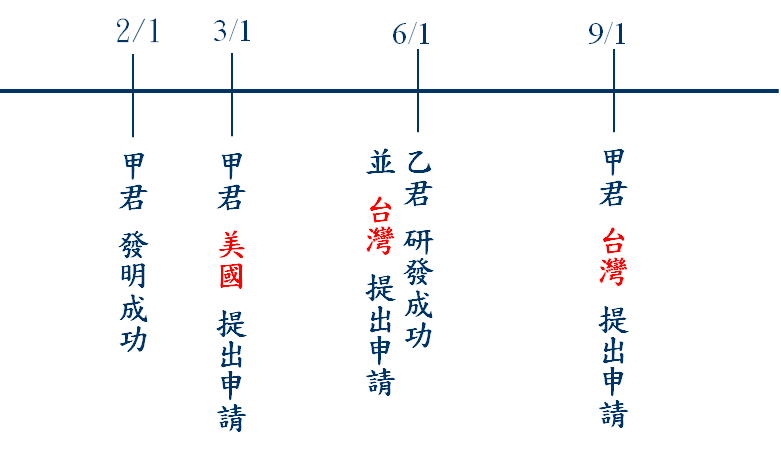 2/1
3/1
6/1
9/1
甲君 發明成功
甲君 美國 提出申請
乙君 研發成功
並 台灣 提出申請
甲君 台灣 提出申請